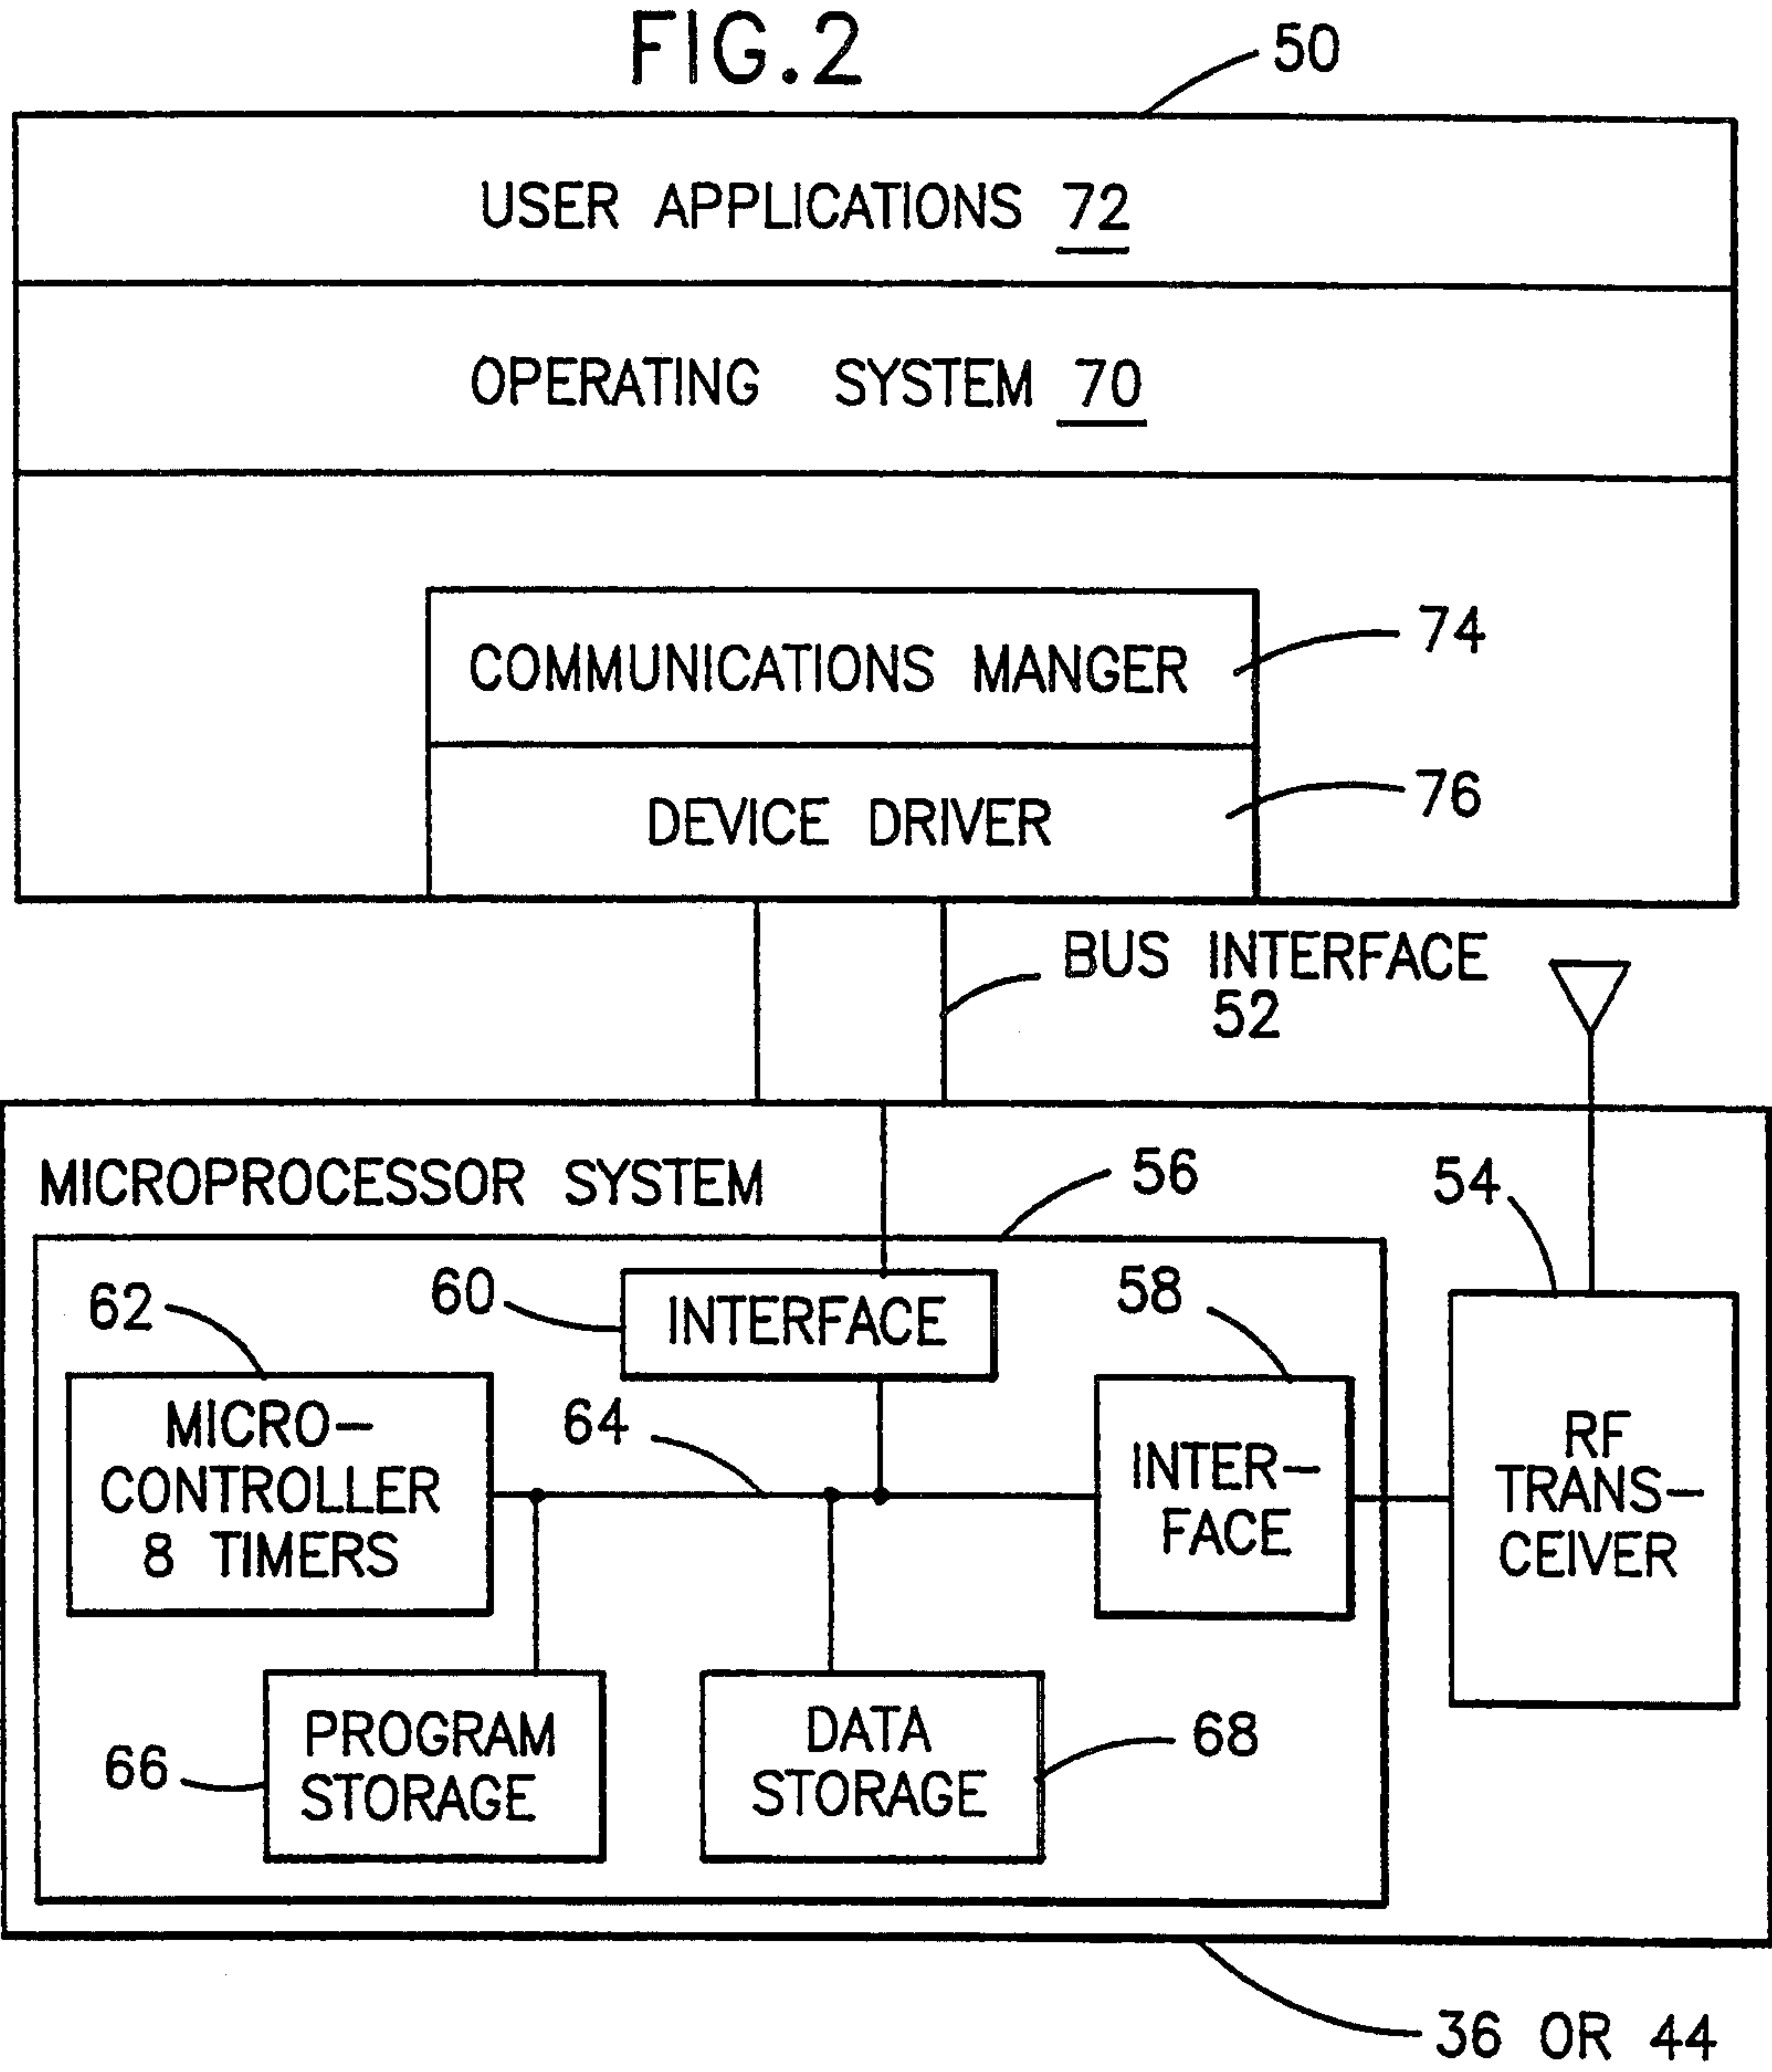 FIG.2
50
USER APPLICATIONS 72
OPERATING SYSTEM 70
COMMUNICATIONS MANGER
74
DEVICE DRIVER
76
BUS INTERFACE
52
MICROPROCESSOR SYSTEM
56
54
60
INTERFACE
58
62
MICRO-
CONTROLLER
8 TIMERS
64
INTER-
FACE
RF
TRANS-
CEIVER
66
PROGRAM
STORAGE
DATA
STORAGE
68
36 OR 44